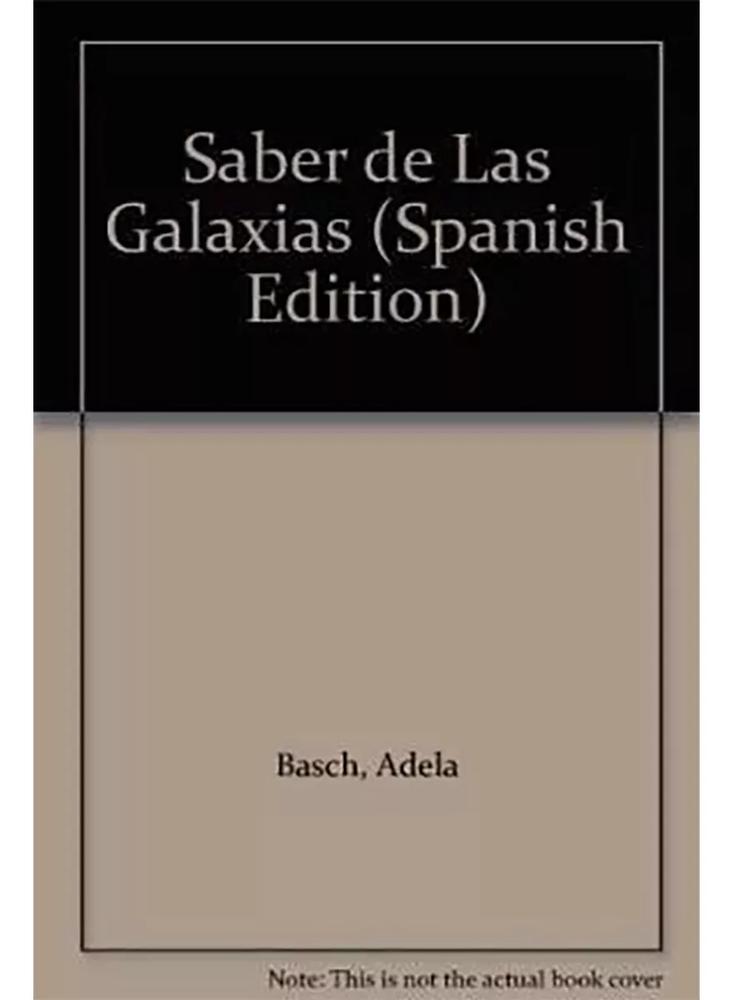 Saber de Las
Galaxias (Spanish
Edition)
Basch, Adela
Note: This is not the actual book cover